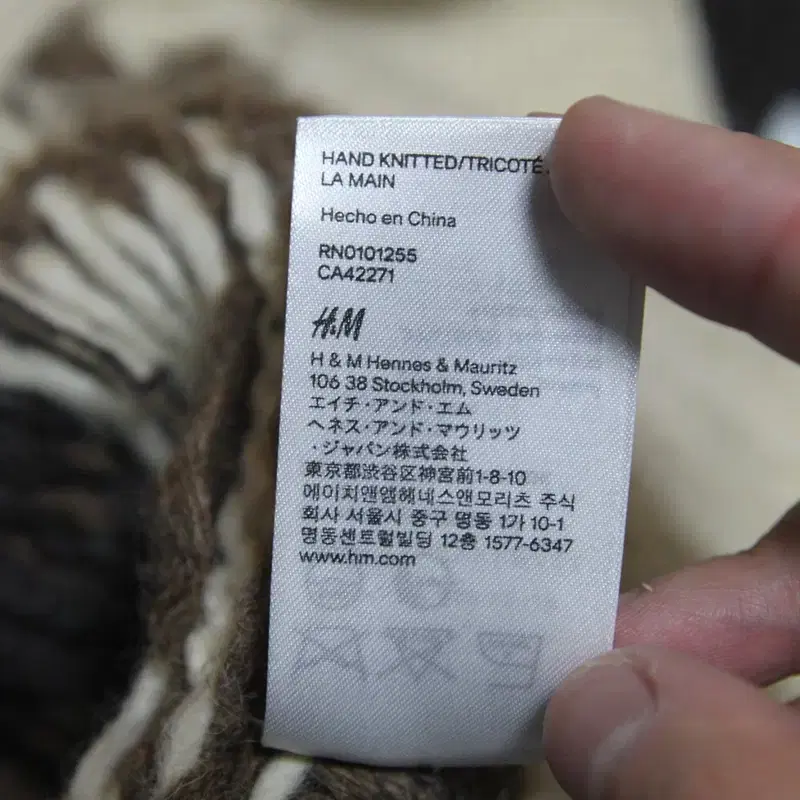 HAND KNITTED/TRICOTÉ
LA MAIN
Hecho en China
RN0101255
CA42271
H&M
H & M Hennes & Mauritz
106 38 Stockholm, Sweden
エイチ・アンド・エム
ヘネス・アンド・マウリッツ
・ジャパン株式会社
東京都渋谷区神宮前1-8-10
에이치앤앰헤네스앤모리츠 주식
회사 서울시 중구 명동 1가 10-1
명동센트럴빌딩 12층 1577-6347
www.hm.com